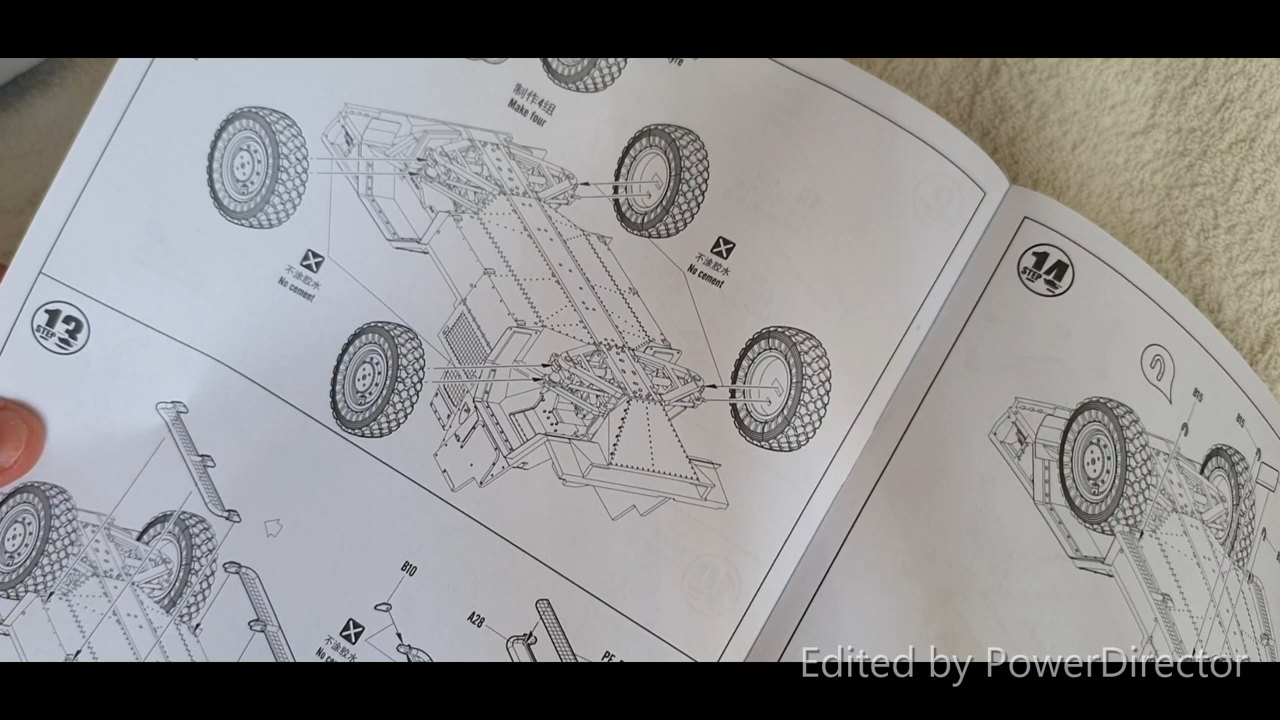 制作4组
Make four
不涂胶水
No cement
不涂胶水
No cement
13
STEP
B10
A28
不涂胶水
14
STEP
B15
B15
Edited by PowerDirector